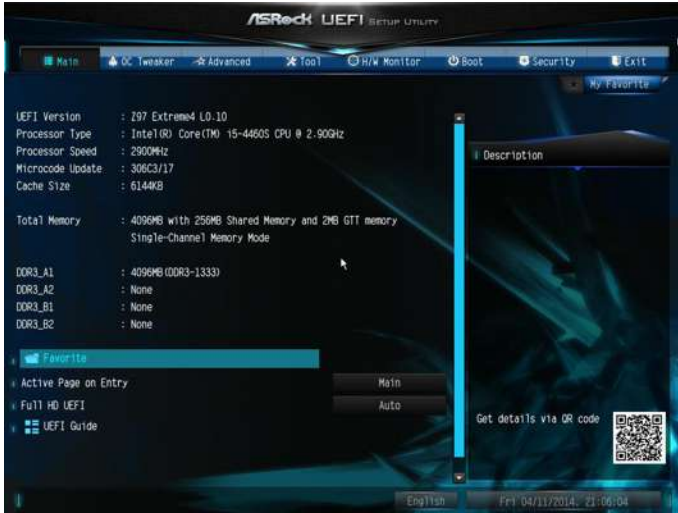 ASRock UEFI SETUP UTILITY
Main OC Tweaker Advanced Tool H/W Monitor Boot Security Exit
My Favorite
UEFI Version : Z97 Extreme4 L0.10
Processor Type : Intel(R) Core(TM) i5-4460S CPU @ 2.90GHz
Processor Speed : 2900MHz
Microcode Update : 306C3/17
Cache Size : 6144KB
Total Memory : 4096MB with 256MB Shared Memory and 2MB GTT memory
Single-Channel Memory Mode
DDR3_A1 : 4096MB(DDR3-1333)
DDR3_A2 : None
DDR3_B1 : None
DDR3_B2 : None
Favorite
Active Page on Entry Main
Full HD UEFI Auto
UEFI Guide
Description
Get details via QR code
English Fri 04/11/2014, 21:06:04